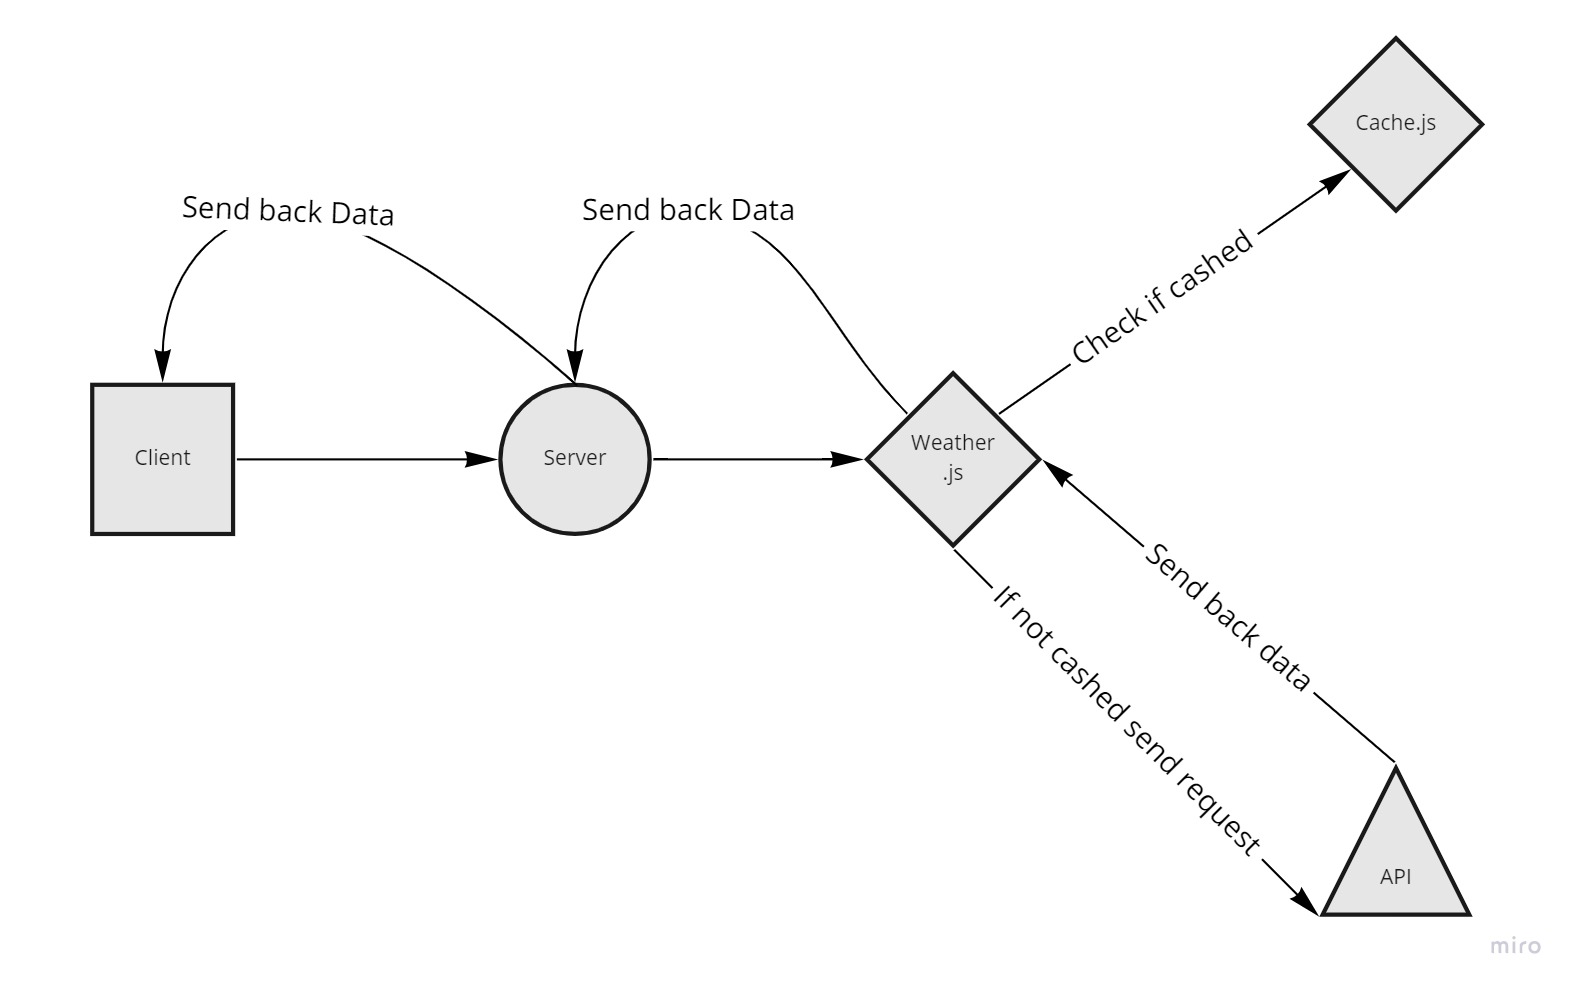 Cache.js
Send back Data
Send back Data
Check if cashed
Client
Server
Weather
.js
Send back data
If not cashed send request
API
miro